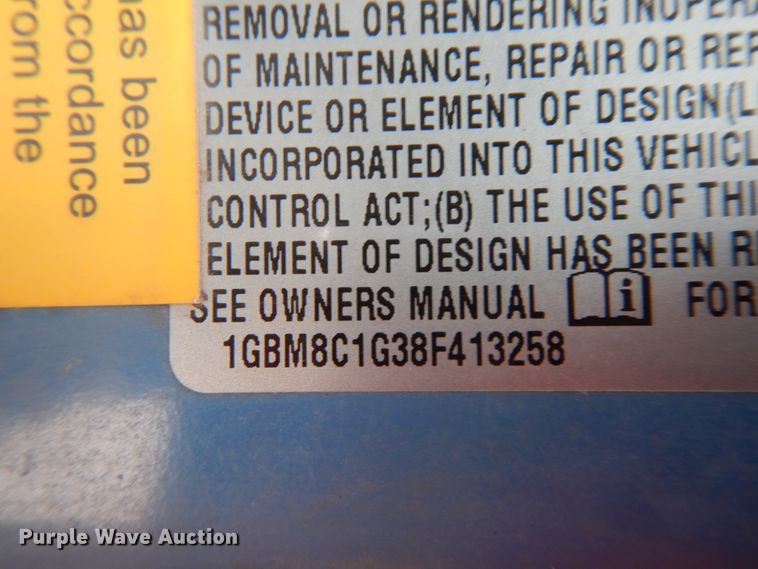 has been
accordance
from the
REMOVAL OR RENDERING
OF MAINTENANCE, REPAIR OR
DEVICE OR ELEMENT OF DESIGN
INCORPORATED INTO THIS
CONTROL ACT;(B) THE USE OF
ELEMENT OF DESIGN HAS BEEN
SEE OWNERS MANUAL i FOR
1GBM8C1G38F413258
Purple Wave Auction